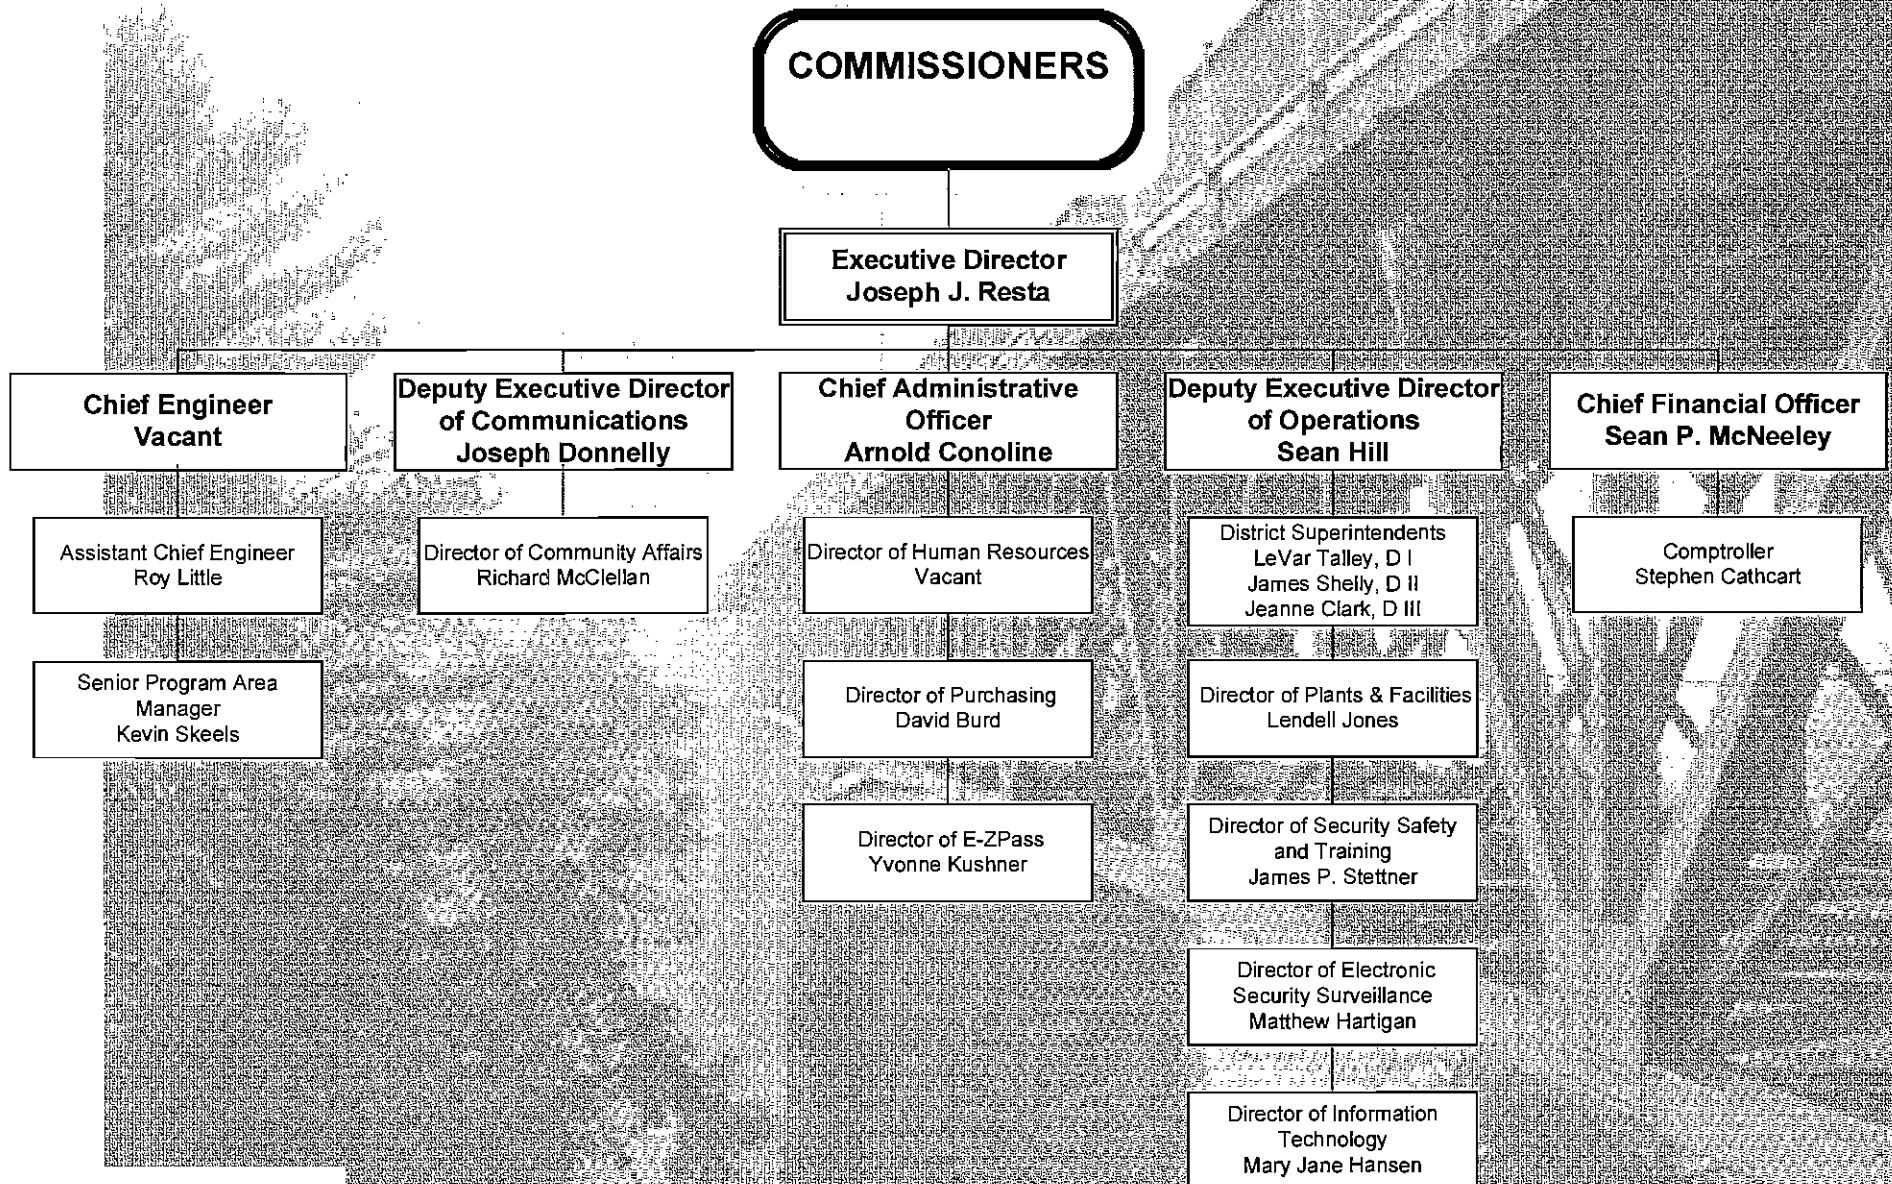 COMMISSIONERS
Executive Director
Joseph J. Resta
Chief Engineer
Vacant
Deputy Executive Director
of Communications
Joseph Donnelly
Chief Administrative
Officer
Arnold Conoline
Deputy Executive Director
of Operations
Sean Hill
Chief Financial Officer
Sean P. McNeeley
Assistant Chief Engineer
Roy Little
Director of Community Affairs
Richard McClellan
Director of Human Resources
Vacant
District Superintendents
LeVar Talley, D I
James Shelly, D II
Jeanne Clark, D III
Comptroller
Stephen Cathcart
Senior Program Area
Manager
Kevin Skeels
Director of Purchasing
David Burd
Director of Plants & Facilities
Lendell Jones
Director of E-ZPass
Yvonne Kushner
Director of Security Safety
and Training
James P. Stettner
Director of Electronic
Security Surveillance
Matthew Hartigan
Director of Information
Technology
Mary Jane Hansen